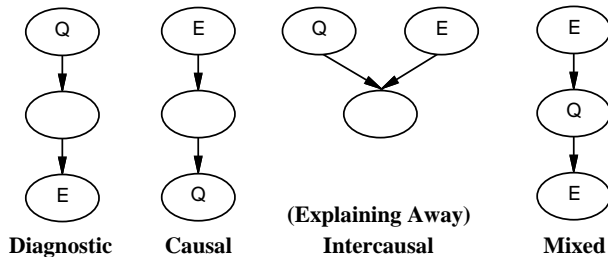 Q
E
Q
E
E
Q
E
Q
E
(Explaining Away)
Diagnostic
Causal
Intercausal
Mixed